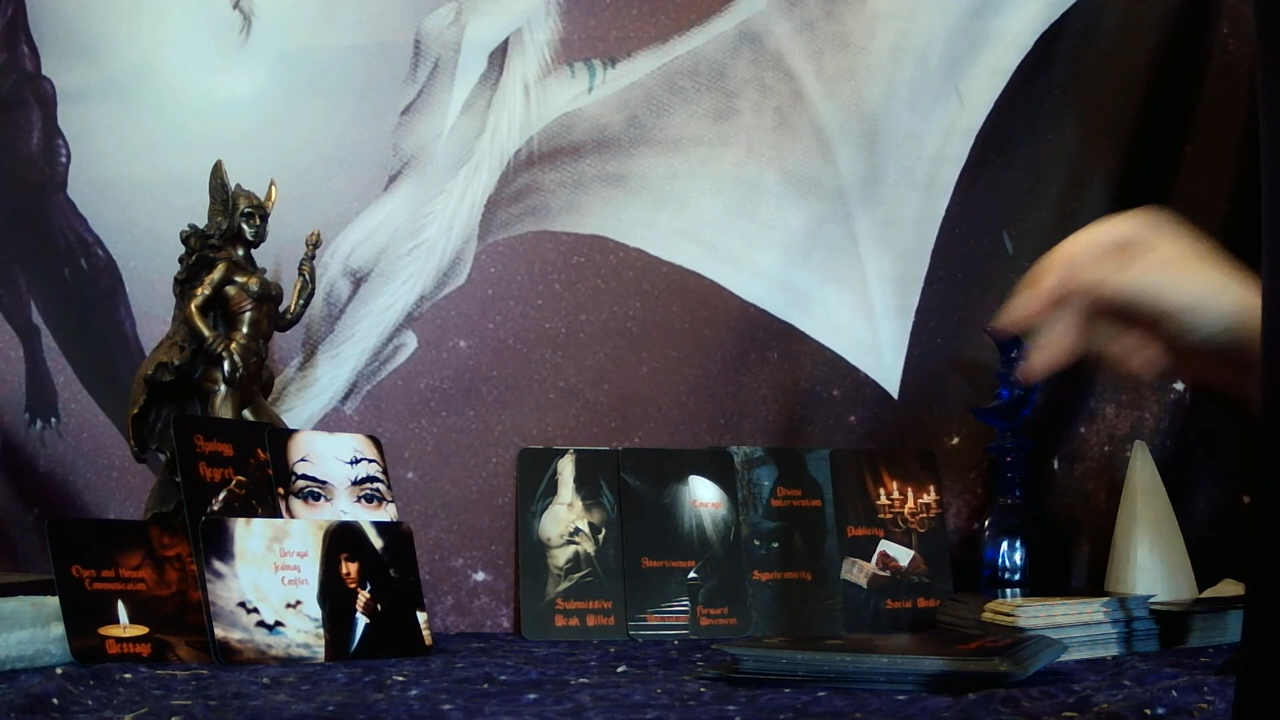 Apology
Regret
Open and Honest
Communication
Message
Betrayal
Jealousy
Conflict
Submissive
Weak Willed
Courage
Assertiveness
Forward
Movement
Divine
Intervention
Synchronicity
Publicity
Social Media